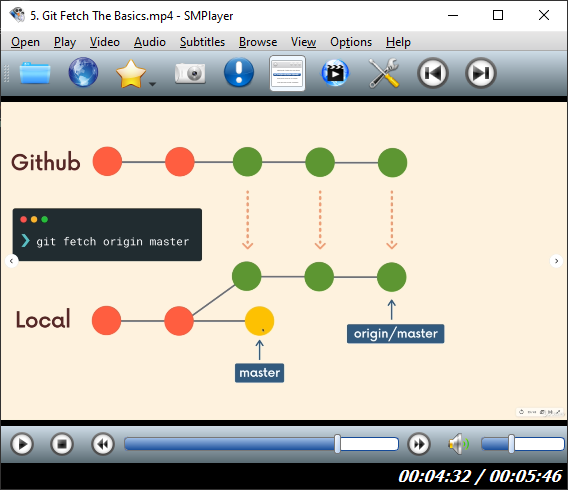 5. Git Fetch The Basics.mp4 - SMPlayer
Open Play Video Audio Subtitles Browse View Options Help
Github
❯ git fetch origin master
Local
origin/master
master
00:04:32 / 00:05:46